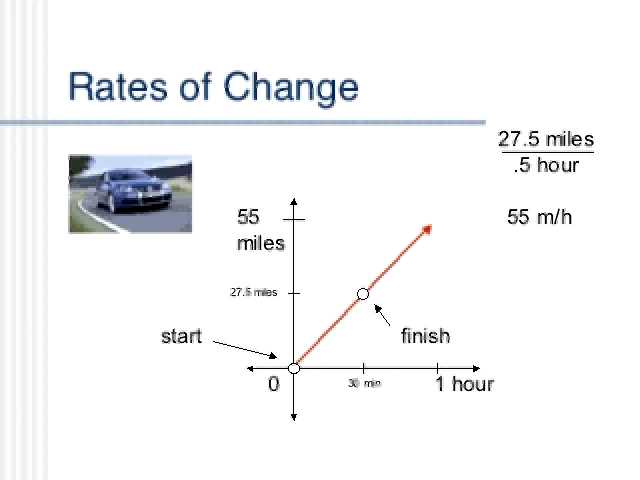 Rates of Change
27.5 miles
.5 hour
55 m/h
55
miles
27.5 miles
start
finish
0
30 min
1 hour